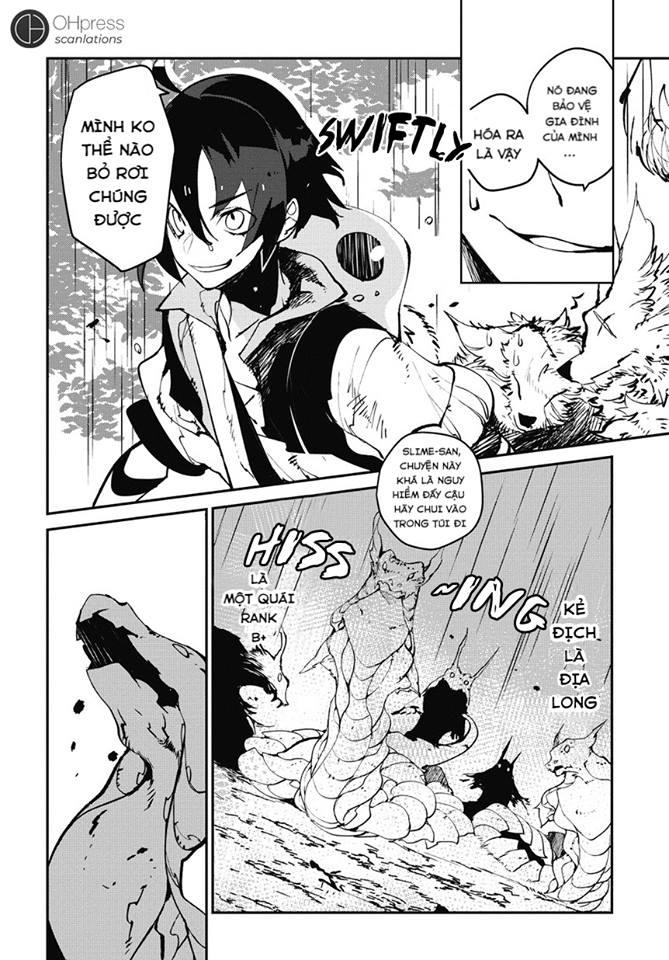 OHpress
scanlations
NÓ ĐANG
BẢO VỆ
GIA ĐÌNH
CỦA MÌNH
...
HÓA RA
LÀ VẬY
SWIFTLY
MÌNH KO
THỂ NÀO
BỎ RƠI
CHÚNG
ĐƯỢC
SLIME-SAN,
CHUYỆN NÀY
KHÁ LÀ NGUY
HIỂM ĐẤY CẬU
HÃY CHUI VÀO
TRONG TÚI ĐI
HISS
~ING
KẺ
ĐỊCH
LÀ
ĐỊA
LONG
LÀ
MỘT QUÁI
RANK
B+